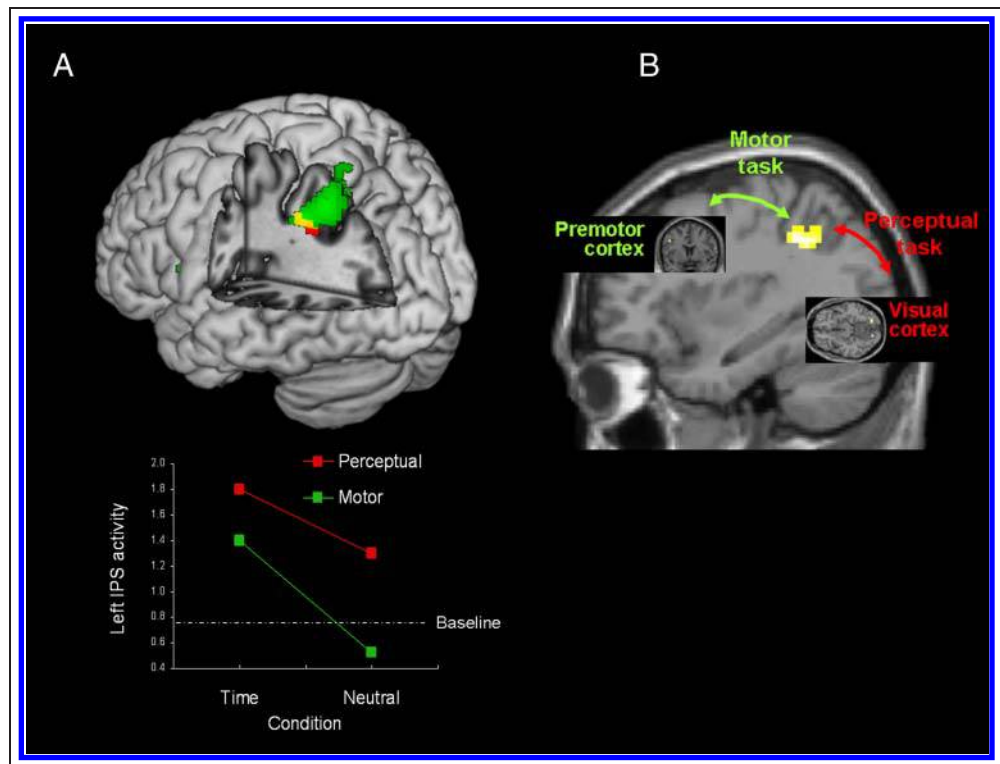 A
B
Motor
task
Premotor
cortex
Perceptual
task
Visual
cortex
Perceptual
Motor
2.0
1.8
1.6
1.4
1.2
1.0
0.8
0.6
0.4
Left IPS activity
Baseline
Time
Neutral
Condition